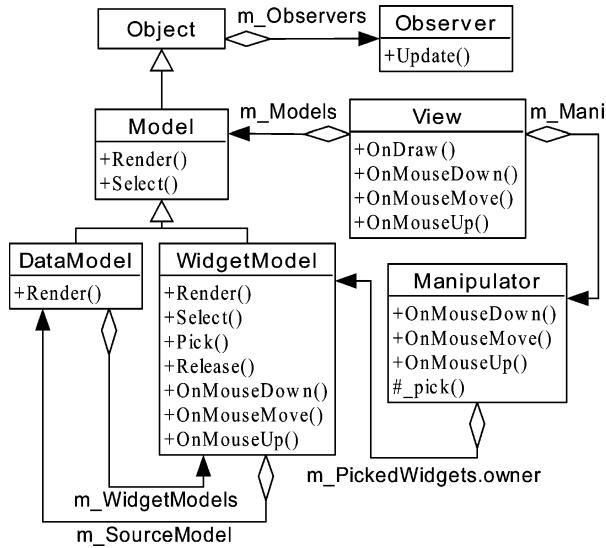 Object
m_Observers
Observer
+Update()
m_Models
m_Mani
Model
+Render()
+Select()
View
+OnDraw()
+OnMouseDown()
+OnMouseMove()
+OnMouseUp()
DataModel
+Render()
WidgetModel
+Render()
+Select()
+Pick()
+Release()
+OnMouseDown()
+OnMouseMove()
+OnMouseUp()
Manipulator
+OnMouseDown()
+OnMouseMove()
+OnMouseUp()
#_pick()
m_PickedWidgets.owner
m_WidgetModels
m_SourceModel